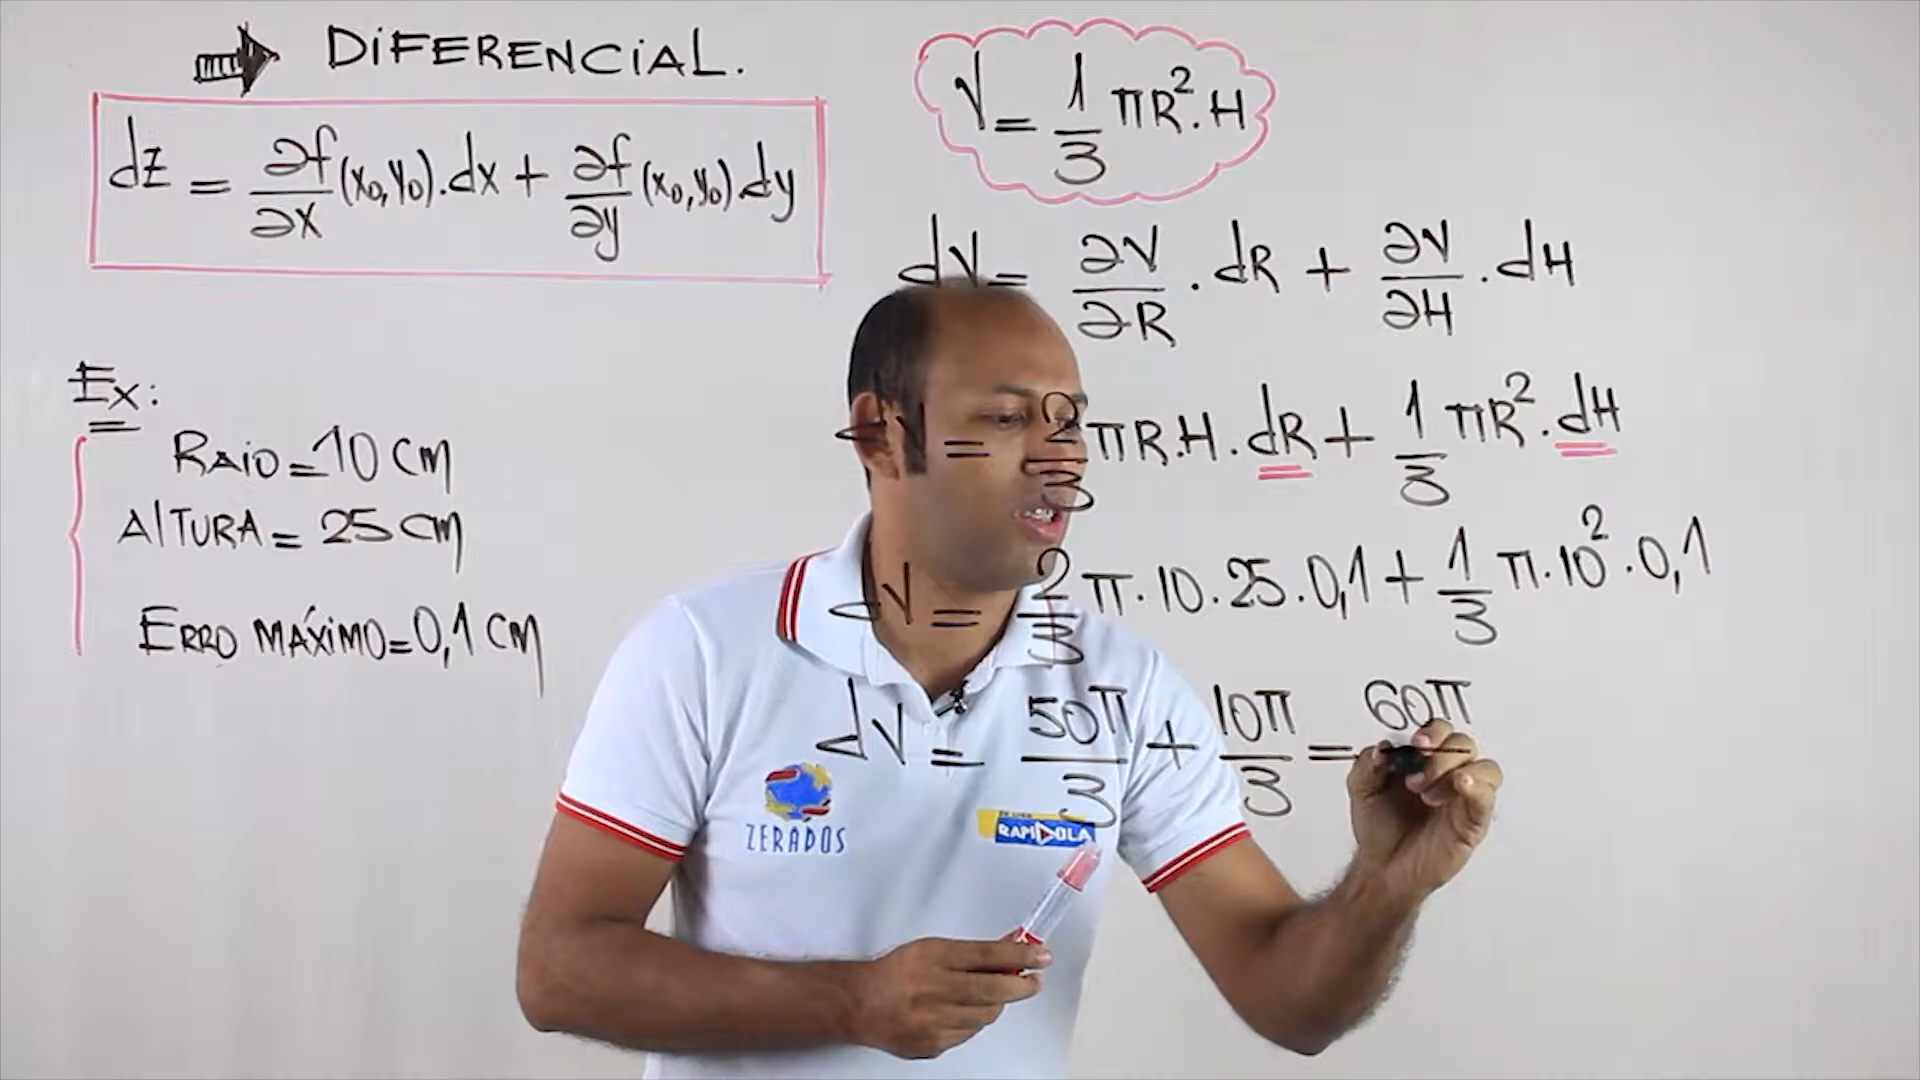 DIFERENCIAL.
dz = ∂f/∂x (x₀,y₀).dx + ∂f/∂y (x₀,y₀).dy
Ex:
RAIO = 10 cm
ALTURA = 25 cm
ERRO MÁXIMO = 0,1 cm
V = 1/3 πR².H
dV = ∂V/∂R . dR + ∂V/∂H . dH
dV = 2/3 πR.H.dR + 1/3 πR².dH
dV = 2/3 π.10.25.0,1 + 1/3 π.10².0,1
dV = 50π/3 + 10π/3 = 60π
ZERADOS
RAPIDOLA